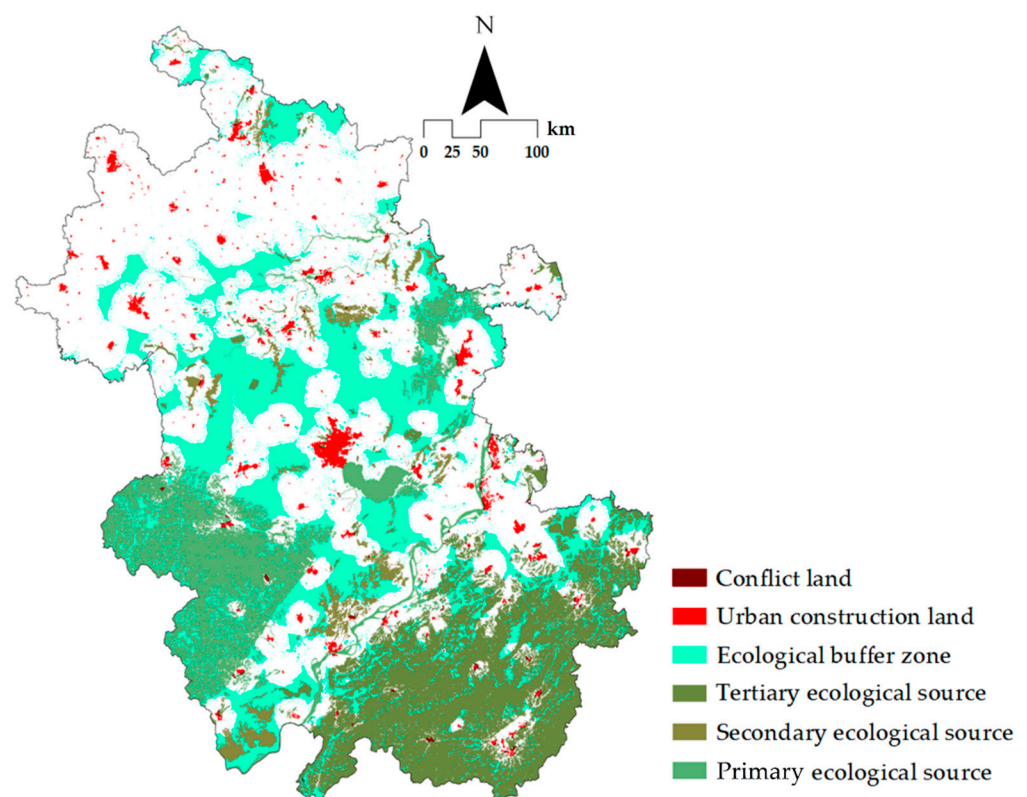 N
km
0 25 50 100
Conflict land
Urban construction land
Ecological buffer zone
Tertiary ecological source
Secondary ecological source
Primary ecological source